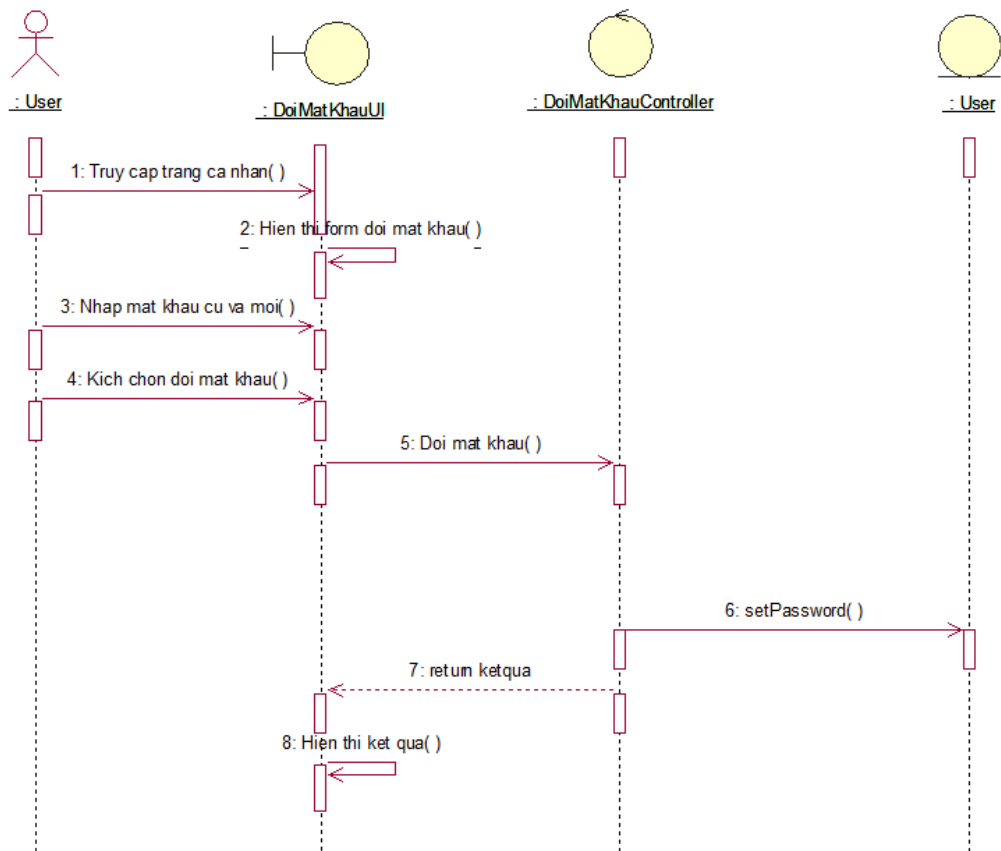 : User
: DoiMatKhauUI
: DoiMatKhauController
: User
1: Truy cap trang ca nhan( )
2: Hien thi form doi mat khau( )
3: Nhap mat khau cu va moi( )
4: Kich chon doi mat khau( )
5: Doi mat khau( )
6: setPassword( )
7: return ketqua
8: Hien thi ket qua( )